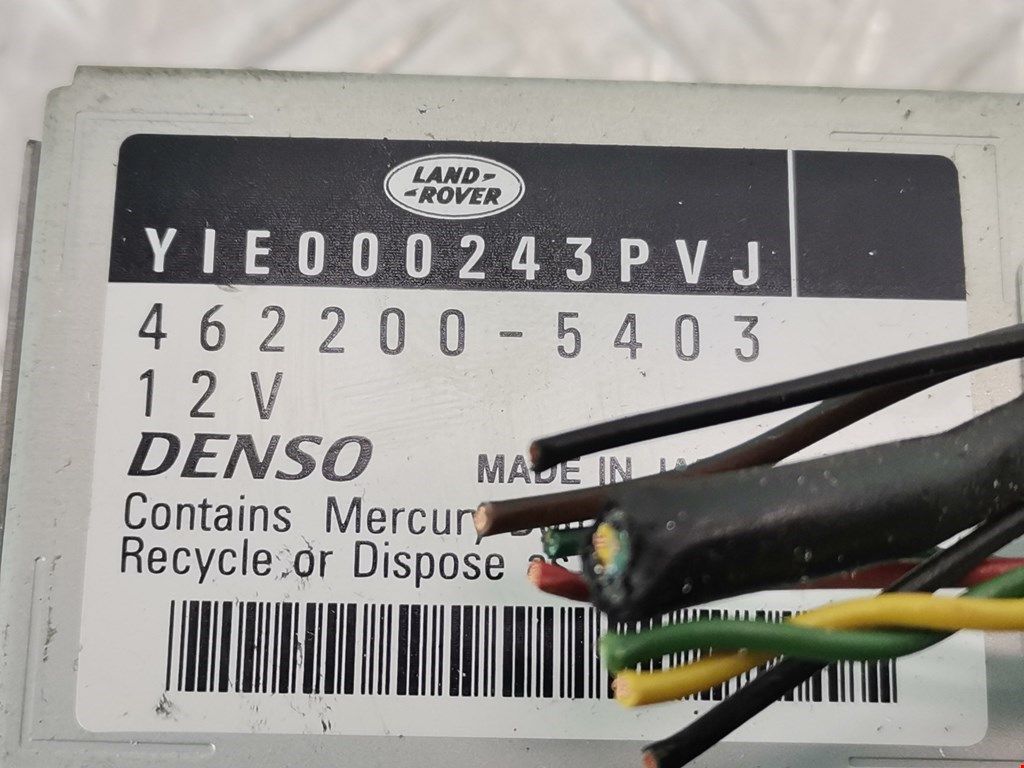 LAND-
-ROVER
YIE000243PVJ
462200-5403
12V
DENSO MADE IN
Contains
Recycle or Dispose